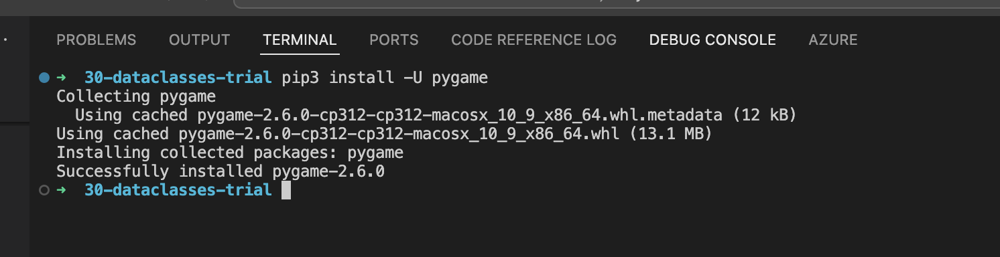 PROBLEMS OUTPUT TERMINAL PORTS CODE REFERENCE LOG DEBUG CONSOLE AZURE
➜ 30-dataclasses-trial pip3 install -U pygame
Collecting pygame
Using cached pygame-2.6.0-cp312-cp312-macosx_10_9_x86_64.whl.metadata (12 kB)
Using cached pygame-2.6.0-cp312-cp312-macosx_10_9_x86_64.whl (13.1 MB)
Installing collected packages: pygame
Successfully installed pygame-2.6.0
➜ 30-dataclasses-trial